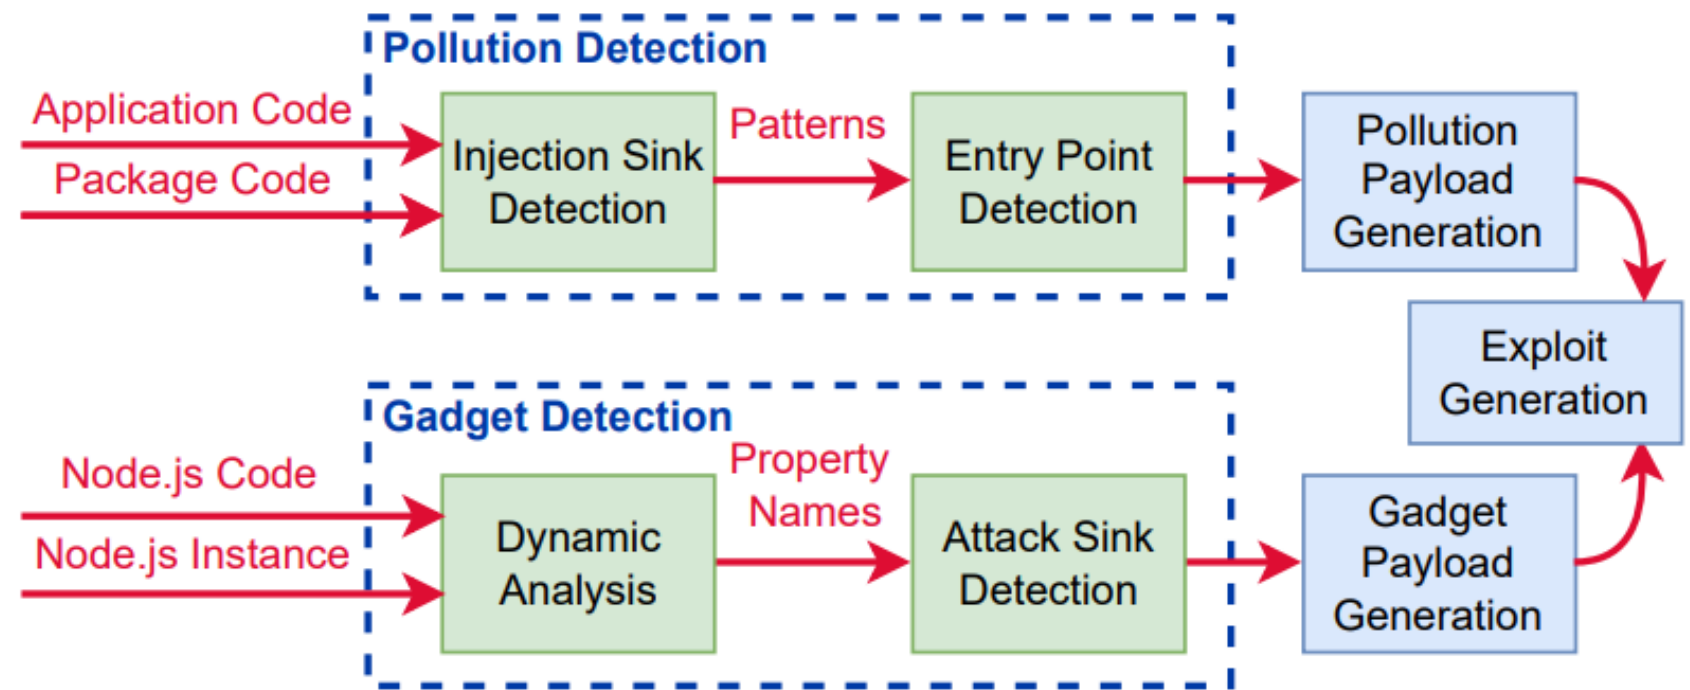 Pollution Detection
Application Code
Package Code
Injection Sink
Detection
Patterns
Entry Point
Detection
Pollution
Payload
Generation
Exploit
Generation
Gadget Detection
Node.js Code
Node.js Instance
Dynamic
Analysis
Property
Names
Attack Sink
Detection
Gadget
Payload
Generation